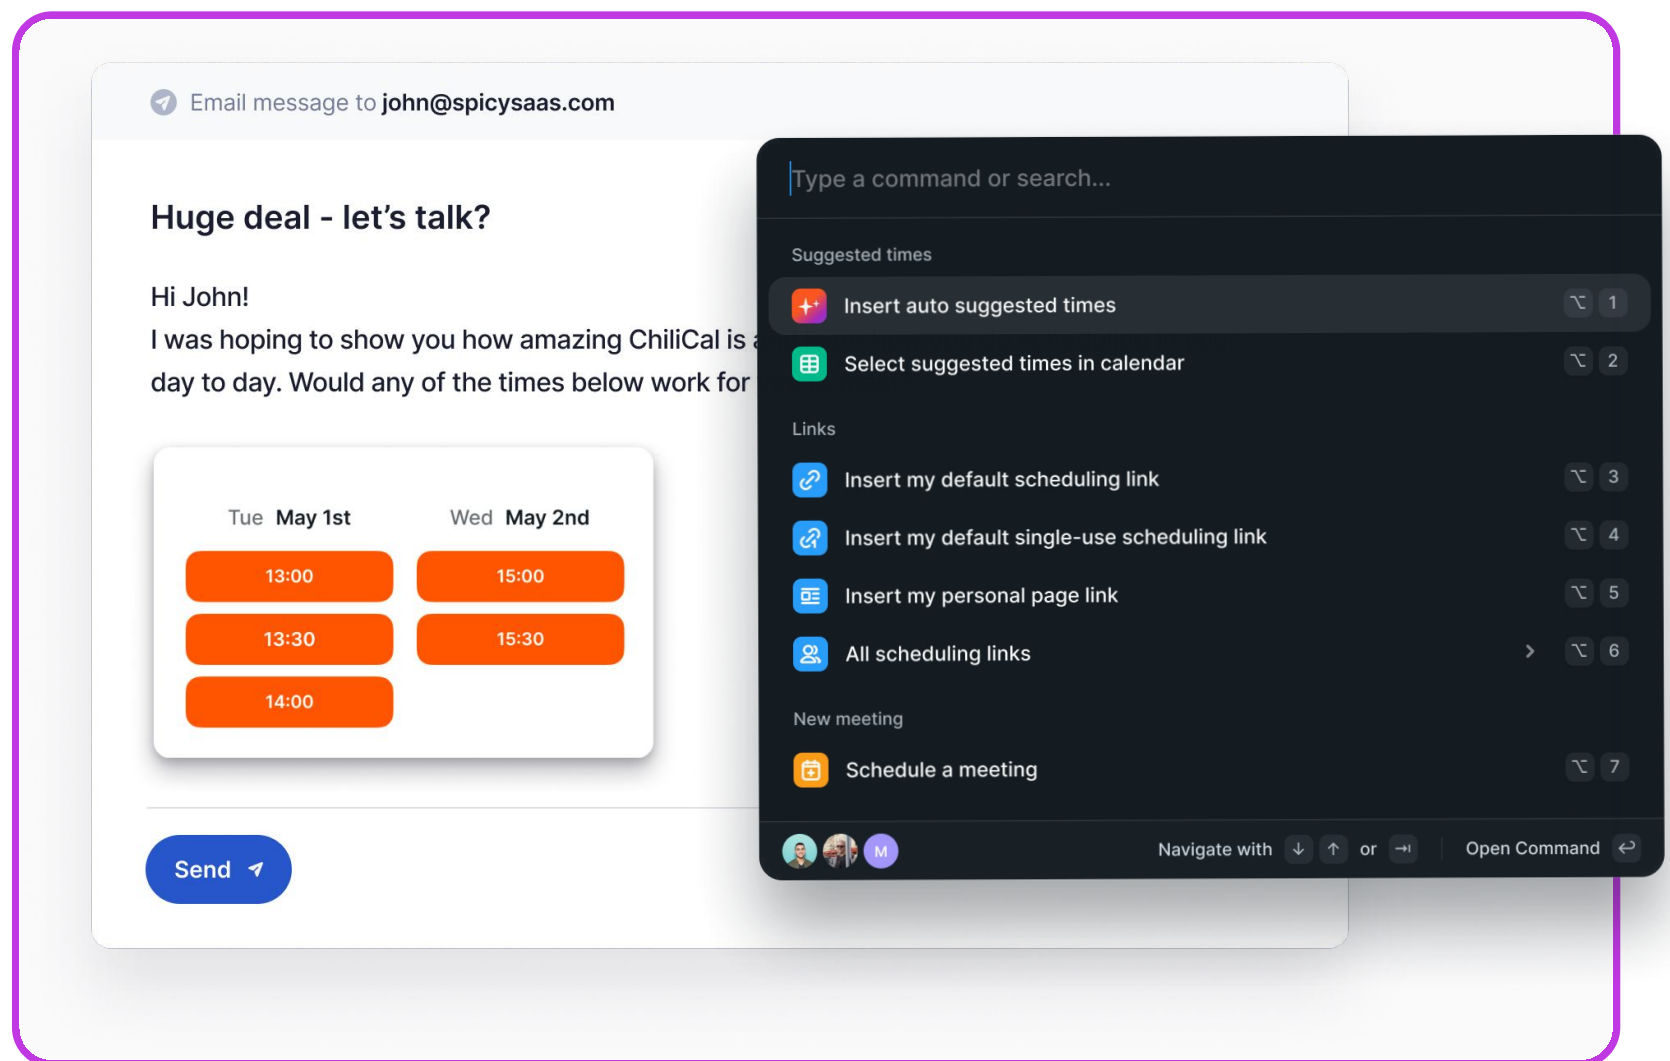 Email message to john@spicysaas.com
Huge deal - let's talk?
Hi John!
I was hoping to show you how amazing ChiliCal is
day to day. Would any of the times below work for
Tue May 1st
13:00
13:30
14:00
Wed May 2nd
15:00
15:30
Send
Type a command or search...
Suggested times
Insert auto suggested times ⌥ 1
Select suggested times in calendar ⌥ 2
Links
Insert my default scheduling link ⌥ 3
Insert my default single-use scheduling link ⌥ 4
Insert my personal page link ⌥ 5
All scheduling links ⌥ 6
New meeting
Schedule a meeting ⌥ 7
M
Navigate with ↓ ↑ or →|
Open Command ↩